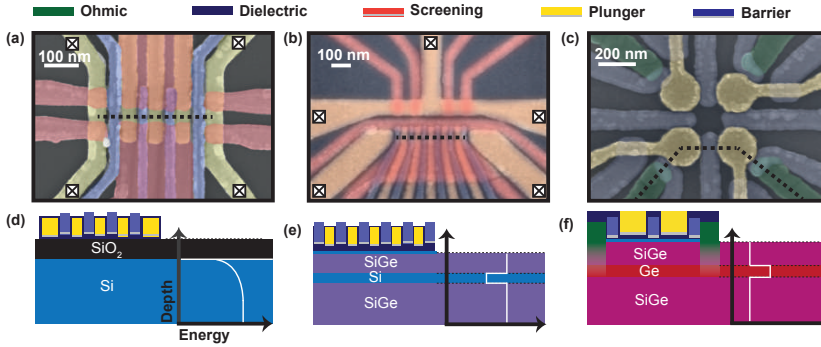 Ohmic Dielectric Screening Plunger Barrier
(a) (b) (c)
100 nm 100 nm 200 nm
(d) (e) (f)
SiO2 SiGe SiGe
Si Si Ge
SiGe SiGe
Depth
Energy